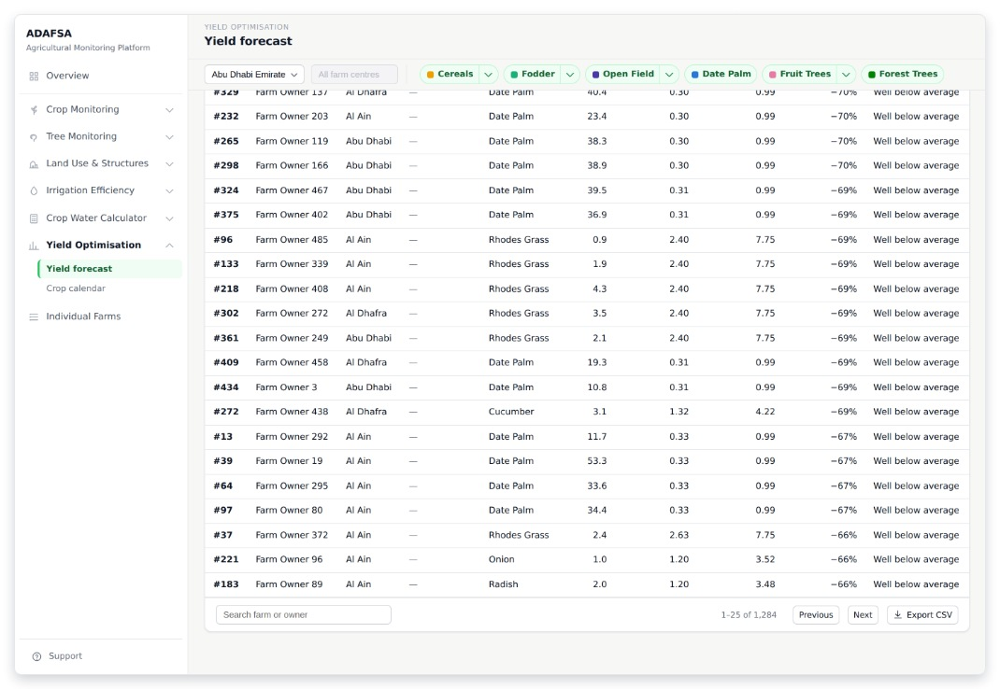 ADAFSA
Agricultural Monitoring Platform
Overview
Crop Monitoring
Tree Monitoring
Land Use & Structures
Irrigation Efficiency
Crop Water Calculator
Yield Optimisation
Yield forecast
Crop calendar
Individual Farms
Support
YIELD OPTIMISATION
Yield forecast
Abu Dhabi Emirate All farm centres Cereals Fodder Open Field Date Palm Fruit Trees Forest Trees
#329 Farm Owner 137 Al Dhafra — Date Palm 40.4 0.30 0.99 −70% Well below average
#232 Farm Owner 203 Al Ain — Date Palm 23.4 0.30 0.99 −70% Well below average
#265 Farm Owner 119 Abu Dhabi — Date Palm 38.3 0.30 0.99 −70% Well below average
#298 Farm Owner 166 Abu Dhabi — Date Palm 38.9 0.30 0.99 −70% Well below average
#324 Farm Owner 467 Abu Dhabi — Date Palm 39.5 0.31 0.99 −69% Well below average
#375 Farm Owner 402 Abu Dhabi — Date Palm 36.9 0.31 0.99 −69% Well below average
#96 Farm Owner 485 Al Ain — Rhodes Grass 0.9 2.40 7.75 −69% Well below average
#133 Farm Owner 339 Al Ain — Rhodes Grass 1.9 2.40 7.75 −69% Well below average
#218 Farm Owner 408 Al Ain — Rhodes Grass 4.3 2.40 7.75 −69% Well below average
#302 Farm Owner 272 Al Dhafra — Rhodes Grass 3.5 2.40 7.75 −69% Well below average
#361 Farm Owner 249 Abu Dhabi — Rhodes Grass 2.1 2.40 7.75 −69% Well below average
#409 Farm Owner 458 Al Dhafra — Date Palm 19.3 0.31 0.99 −69% Well below average
#434 Farm Owner 3 Abu Dhabi — Date Palm 10.8 0.31 0.99 −69% Well below average
#272 Farm Owner 438 Al Dhafra — Cucumber 3.1 1.32 4.22 −69% Well below average
#13 Farm Owner 292 Al Ain — Date Palm 11.7 0.33 0.99 −67% Well below average
#39 Farm Owner 19 Al Ain — Date Palm 53.3 0.33 0.99 −67% Well below average
#64 Farm Owner 295 Al Ain — Date Palm 33.6 0.33 0.99 −67% Well below average
#97 Farm Owner 80 Al Ain — Date Palm 34.4 0.33 0.99 −67% Well below average
#37 Farm Owner 372 Al Ain — Rhodes Grass 2.4 2.63 7.75 −66% Well below average
#221 Farm Owner 96 Al Ain — Onion 1.0 1.20 3.52 −66% Well below average
#183 Farm Owner 89 Al Ain — Radish 2.0 1.20 3.48 −66% Well below average
Search farm or owner 1–25 of 1,284 Previous Next Export CSV